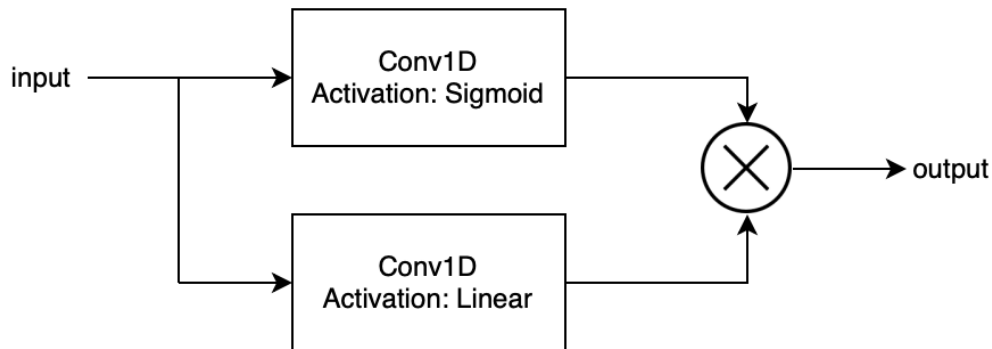 input
Conv1D
Activation: Sigmoid
output
Conv1D
Activation: Linear